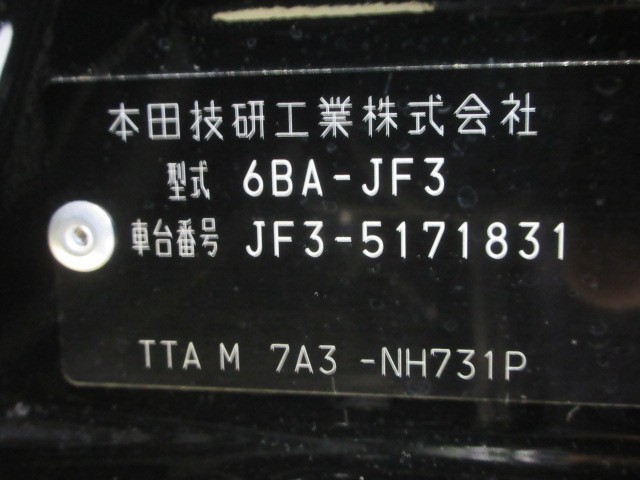 本田技研工業株式会社
型式 6BA-JF3
車台番号 JF3-5171831
TTA M 7A3 -NH731P